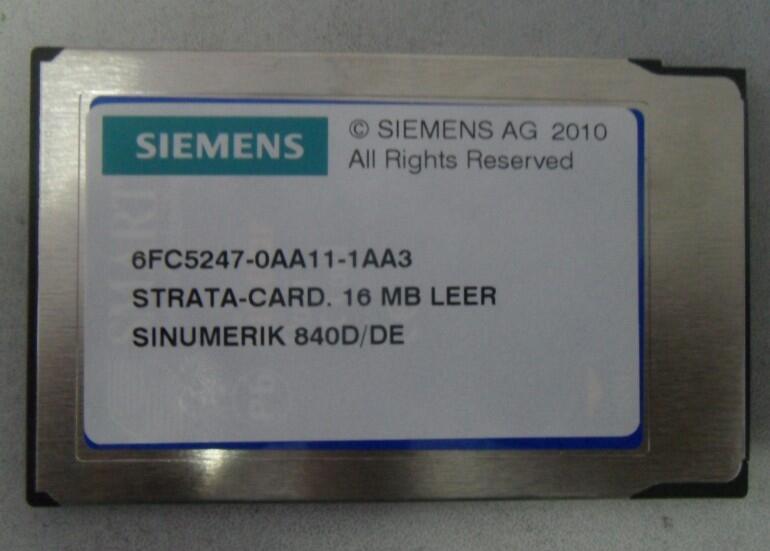 SIEMENS
© SIEMENS AG 2010
All Rights Reserved
6FC5247-0AA11-1AA3
STRATA-CARD. 16 MB LEER
SINUMERIK 840D/DE